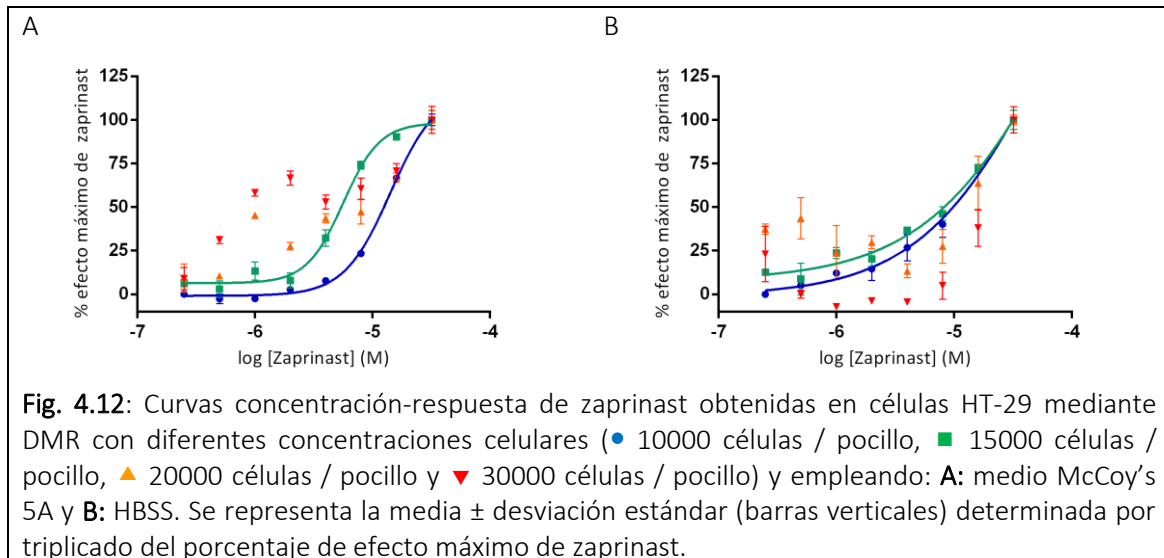 A
B
% efecto máximo de zaprinast
125
100
75
50
25
0
-7
-6
-5
-4
log [Zaprinast] (M)
% efecto máximo de zaprinast
125
100
75
50
25
0
-7
-6
-5
-4
log [Zaprinast] (M)
Fig. 4.12: Curvas concentración-respuesta de zaprinast obtenidas en células HT-29 mediante
DMR con diferentes concentraciones celulares (● 10000 células / pocillo, ■ 15000 células /
pocillo, ▲ 20000 células / pocillo y ▼ 30000 células / pocillo) y empleando: A: medio McCoy's
5A y B: HBSS. Se representa la media ± desviación estándar (barras verticales) determinada por
triplicado del porcentaje de efecto máximo de zaprinast.